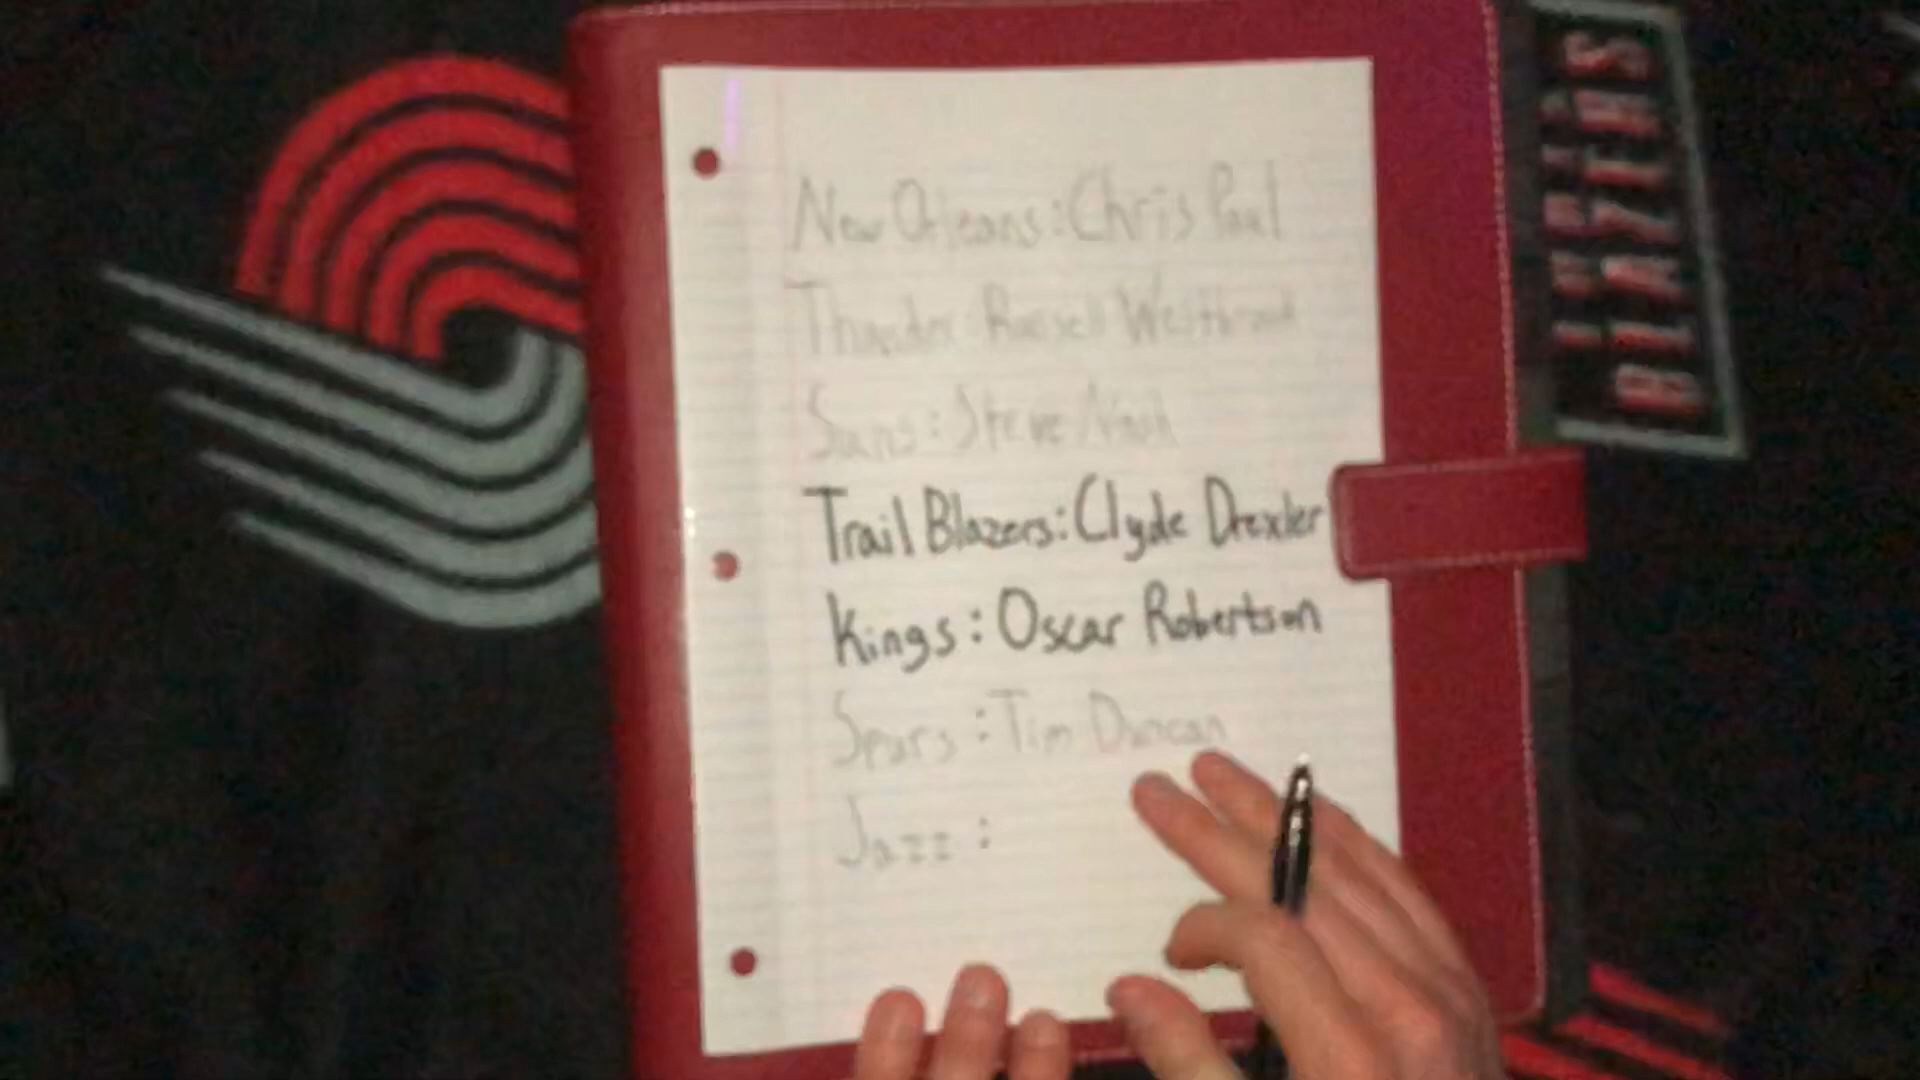 New Orleans: Chris Paul
Thunder: Russell Westbrook
Suns: Steve Nash
Trail Blazers: Clyde Drexler
Kings: Oscar Robertson
Spurs: Tim Duncan
Jazz:
BLAZERS